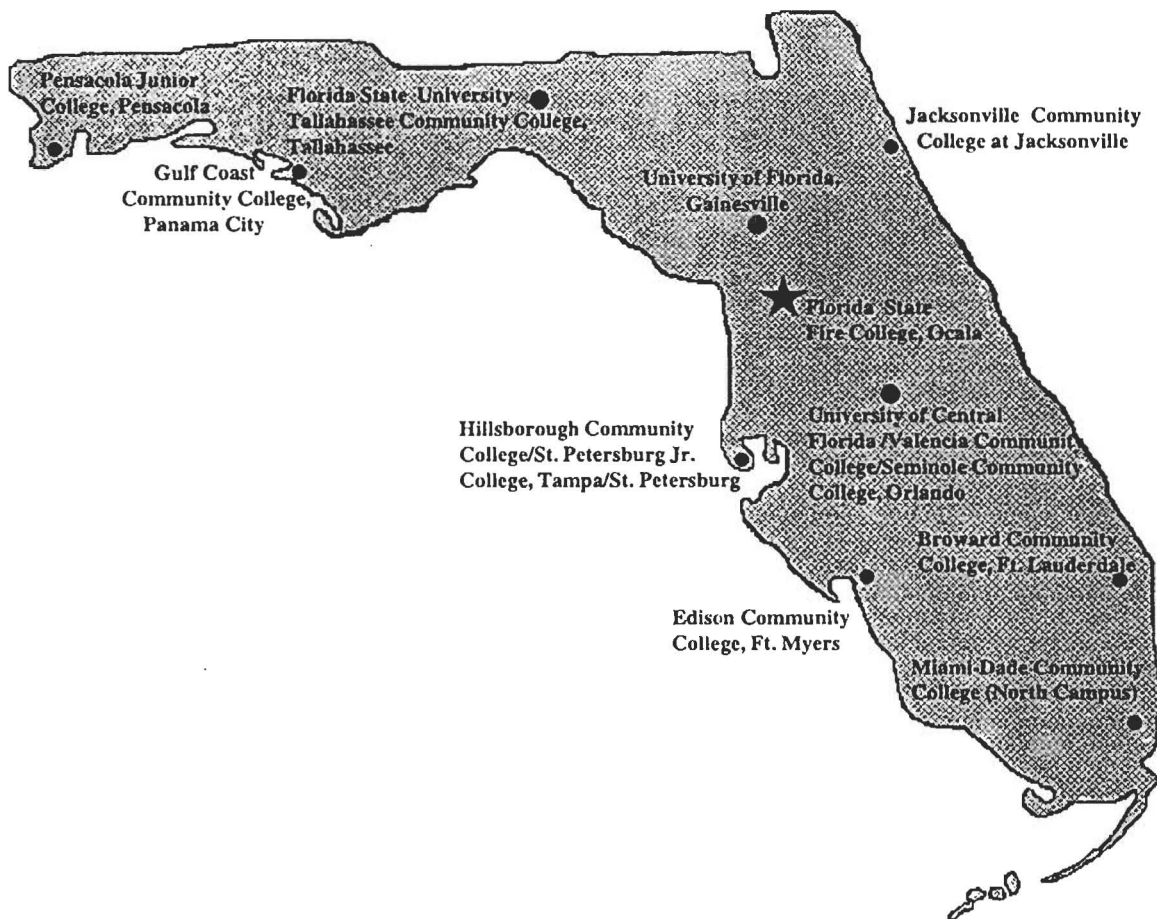 Pensacola Junior
College, Pensacola
Florida State University
Tallahassee Community College,
Tallahassee
Gulf Coast
Community College,
Panama City
Jacksonville Community
College at Jacksonville
University of Florida,
Gainesville
Florida State
Fire College, Ocala
Hillsborough Community
College/St. Petersburg Jr.
College, Tampa/St. Petersburg
University of Central
Florida/Valencia Community
College/Seminole Community
College, Orlando
Broward Community
College, Ft. Lauderdale
Edison Community
College, Ft. Myers
Miami-Dade Community
College (North Campus)